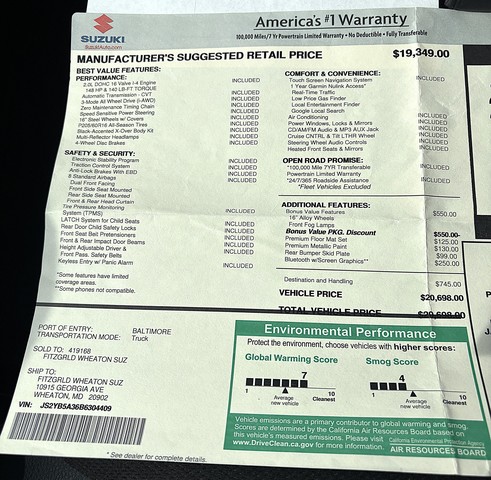 America's #1 Warranty
100,000 Miles/7 Yr Powertrain Limited Warranty • No Deductible • Fully Transferable
SUZUKI
SuzukiAuto.com
MANUFACTURER'S SUGGESTED RETAIL PRICE $19,349.00
BEST VALUE FEATURES:
PERFORMANCE:
2.0L DOHC 16 Valve I-4 Engine INCLUDED
148 HP & 140 LB-FT TORQUE
Automatic Transmission - CVT INCLUDED
3-Mode All Wheel Drive (i-AWD) INCLUDED
Zero Maintenance Timing Chain INCLUDED
Speed Sensitive Power Steering INCLUDED
16" Steel Wheels w/ Covers INCLUDED
P205/60R16 All-Season Tires INCLUDED
Black-Accented X-Over Body Kit INCLUDED
Multi-Reflector Headlamps INCLUDED
4-Wheel Disc Brakes INCLUDED
SAFETY & SECURITY:
Electronic Stability Program INCLUDED
Traction Control System INCLUDED
Anti-Lock Brakes With EBD INCLUDED
8 Standard Airbags INCLUDED
Dual Front Facing
Front Side Seat Mounted
Rear Side Seat Mounted
Front & Rear Head Curtain
Tire Pressure Monitoring
System (TPMS) INCLUDED
LATCH System for Child Seats INCLUDED
Rear Door Child Safety Locks INCLUDED
Front Seat Belt Pretensioners INCLUDED
Front & Rear Impact Door Beams INCLUDED
Height Adjustable Driver &
Front Pass. Safety Belts INCLUDED
Keyless Entry w/ Panic Alarm INCLUDED
*Some features have limited
coverage areas.
**Some phones not compatible.
COMFORT & CONVENIENCE:
Touch Screen Navigation System INCLUDED
1 Year Garmin Nulink Access*
Real-Time Traffic
Low Price Gas Finder
Local Entertainment Finder
Google Local Search
Air Conditioning INCLUDED
Power Windows, Locks & Mirrors INCLUDED
CD/AM/FM Audio & MP3 AUX Jack INCLUDED
Cruise CNTRL & Tilt LTHR Wheel INCLUDED
Steering Wheel Audio Controls INCLUDED
Heated Front Seats & Mirrors INCLUDED
OPEN ROAD PROMISE:
*100,000 Mile 7YR Transferable INCLUDED
Powertrain Limited Warranty
*24/7/365 Roadside Assistance INCLUDED
*Fleet Vehicles Excluded
ADDITIONAL FEATURES:
Bonus Value Features $550.00
16" Alloy Wheels
Front Fog Lamps
Bonus Value PKG. Discount $550.00-
Premium Floor Mat Set $125.00
Premium Metallic Paint $130.00
Rear Bumper Skid Plate $99.00
Bluetooth w/Screen Graphics** $250.00
Destination and Handling $745.00
VEHICLE PRICE $20,698.00
TOTAL VEHICLE PRICE $20,698.00
PORT OF ENTRY: BALTIMORE
TRANSPORTATION MODE: Truck
SOLD TO: 419168
FITZGRLD WHEATON SUZ
SHIP TO:
FITZGRLD WHEATON SUZ
10915 GEORGIA AVE
WHEATON, MD 20902
VIN: JS2YB5A36B6304409
* See dealer for complete details.
Environmental Performance
Protect the environment, choose vehicles with higher scores:
Global Warming Score Smog Score
7 4
1 10 1 10
Average new vehicle Cleanest Average new vehicle Cleanest
Vehicle emissions are a primary contributor to global warming and smog.
Scores are determined by the California Air Resources Board based on
this vehicle's measured emissions. Please visit
www.DriveClean.ca.gov for more information.
California Environmental Protection Agency
AIR RESOURCES BOARD